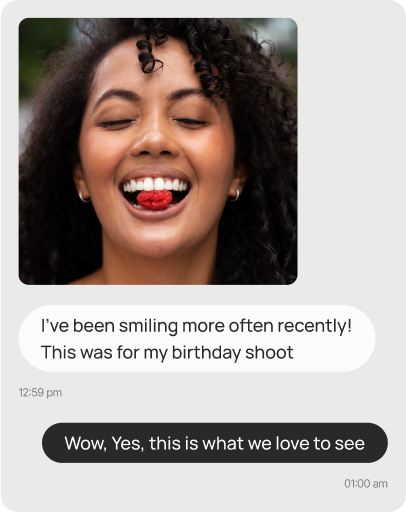 I've been smiling more often recently!
This was for my birthday shoot
12:59 pm
Wow, Yes, this is what we love to see
01:00 am